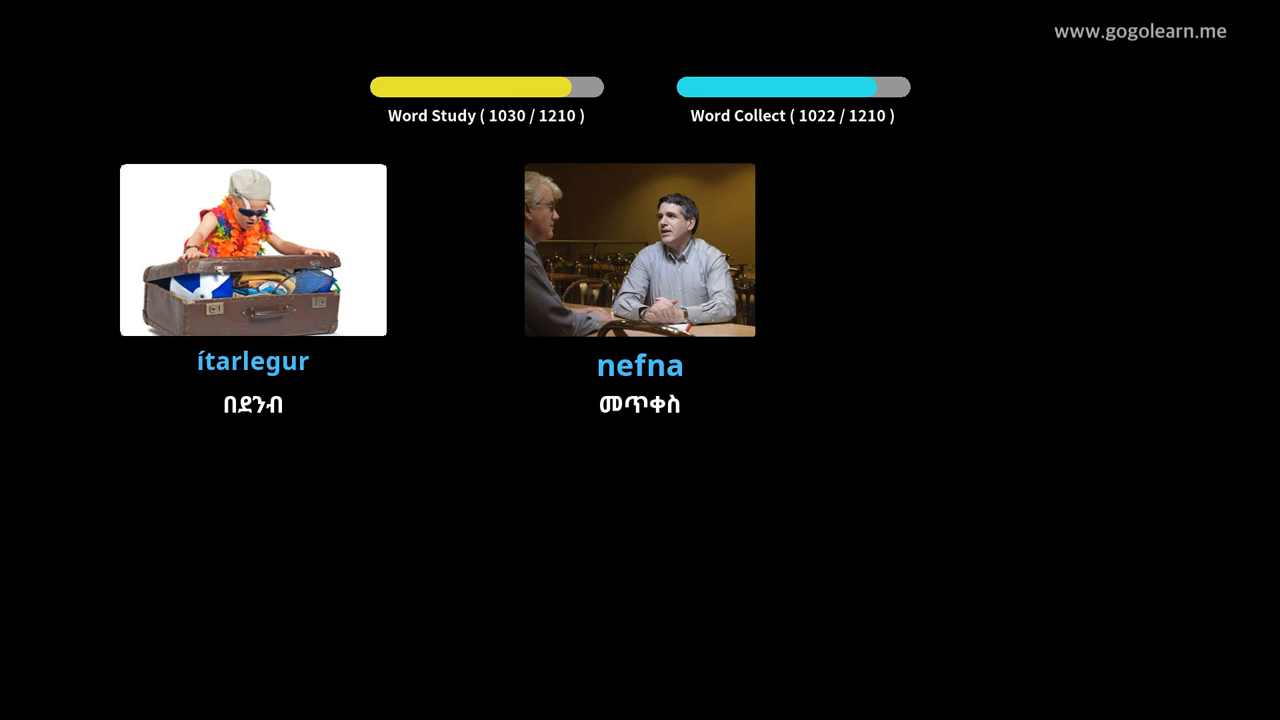 www.gogolearn.me
Word Study ( 1030 / 1210 )
Word Collect ( 1022 / 1210 )
ítarlegur
nefna
በደንብ
መጥቀስ